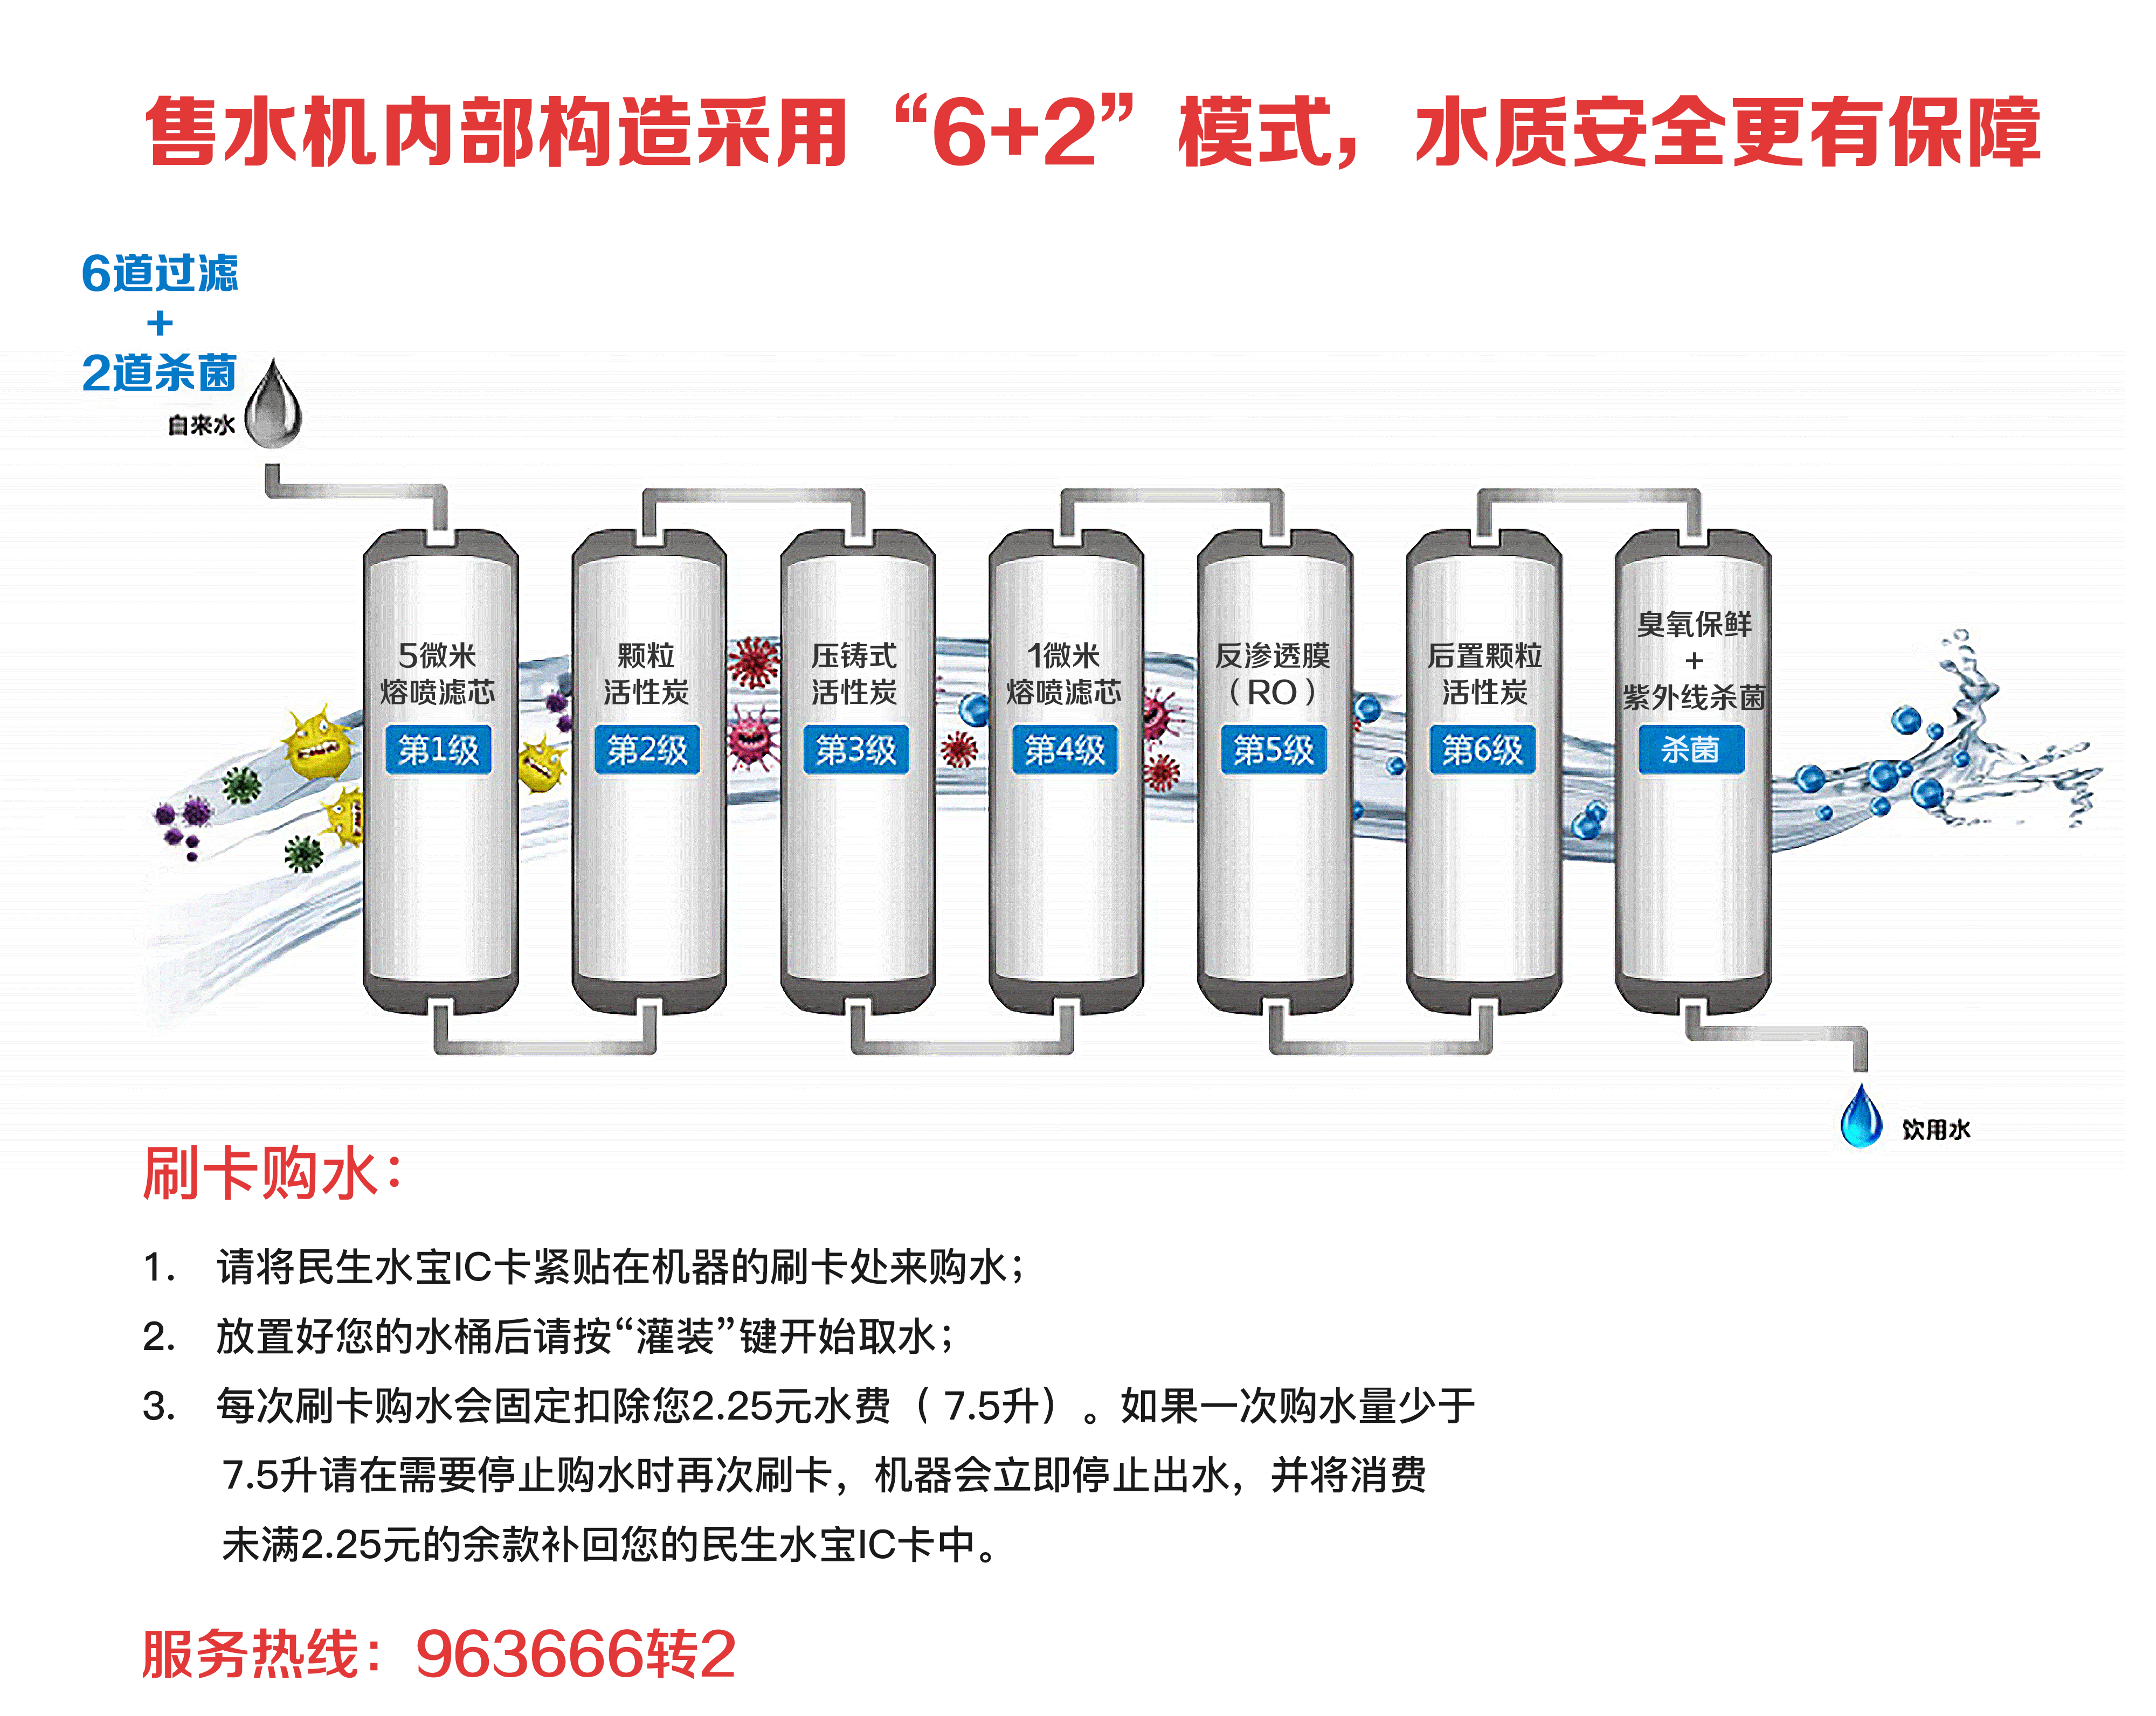 售水机内部构造采用“6+2”模式，水质安全更有保障
6道过滤
+
2道杀菌
自来水
5微米
熔喷滤芯
第1级
颗粒
活性炭
第2级
压铸式
活性炭
第3级
1微米
熔喷滤芯
第4级
反渗透膜
（RO）
第5级
后置颗粒
活性炭
第6级
臭氧保鲜
+
紫外线杀菌
杀菌
饮用水
刷卡购水：
1. 请将民生水宝IC卡紧贴在机器的刷卡处来购水；
2. 放置好您的水桶后请按“灌装”键开始取水；
3. 每次刷卡购水会固定扣除您2.25元水费（ 7.5升）。如果一次购水量少于
7.5升请在需要停止购水时再次刷卡，机器会立即停止出水，并将消费
未满2.25元的余款补回您的民生水宝IC卡中。
服务热线：963666转2